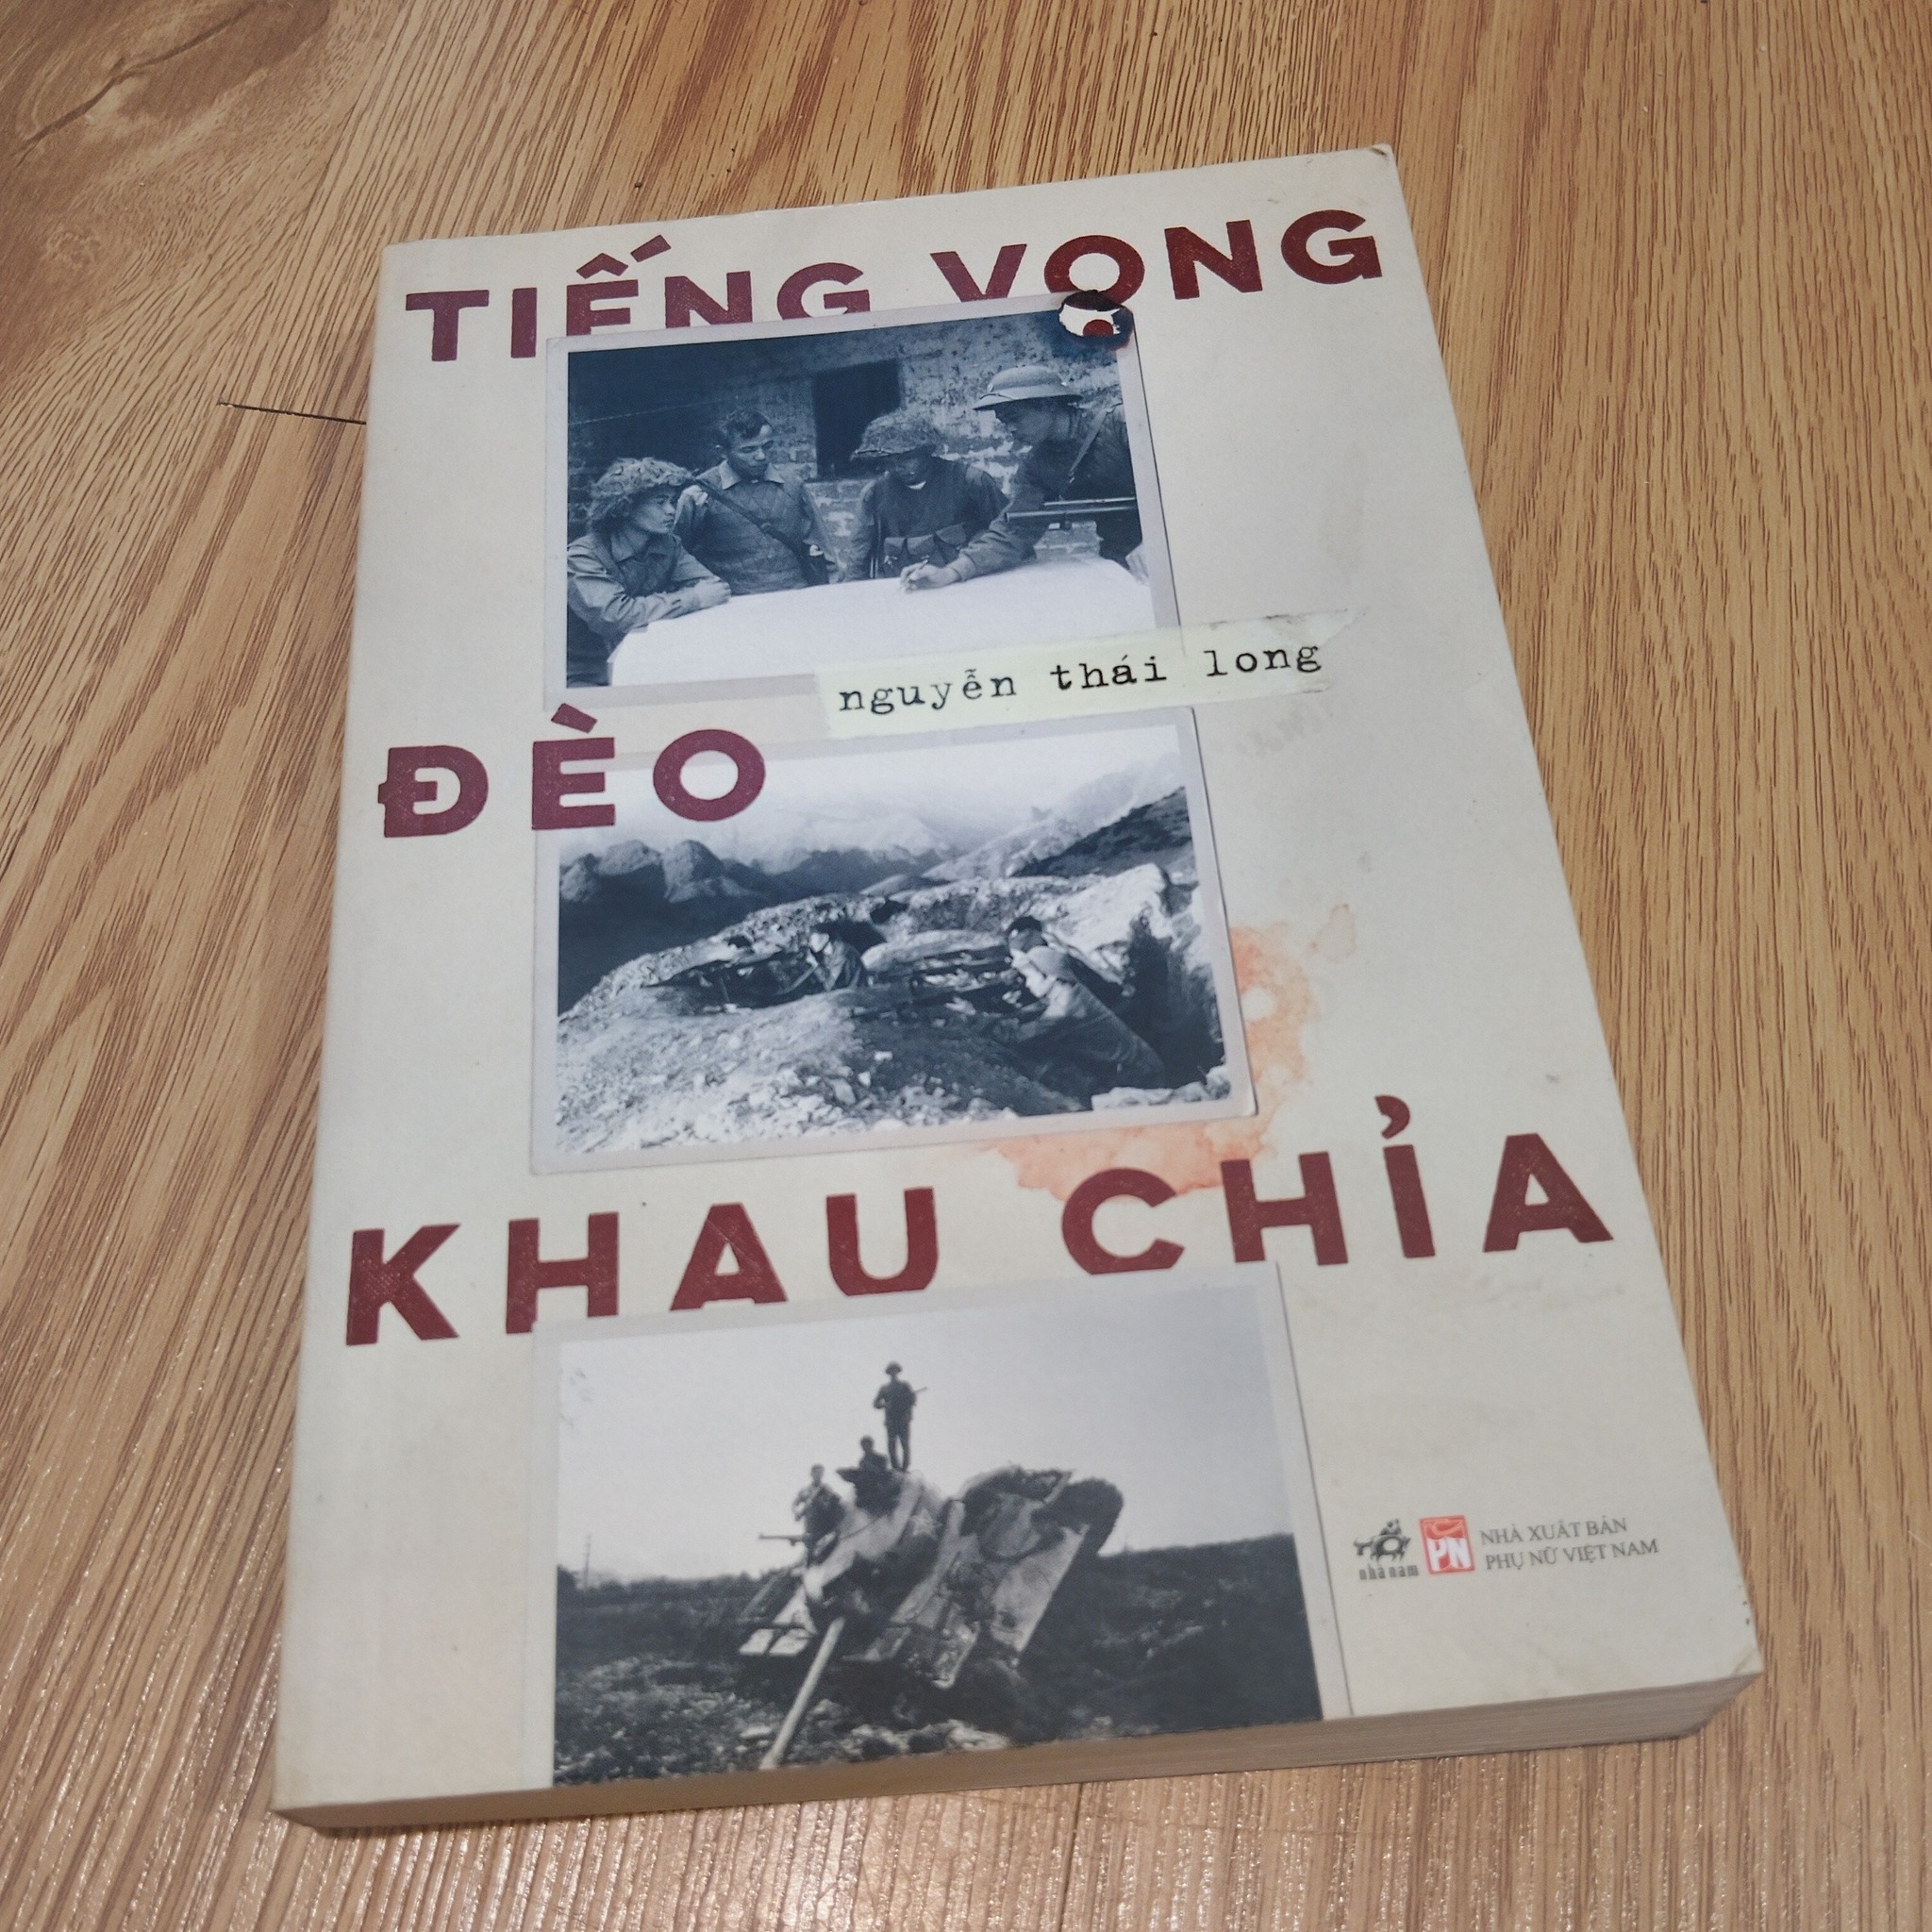 TIẾNG VỌNG
nguyễn thái long
ĐÈO
KHAU CHỈA
nhã nam
PN
NHÀ XUẤT BẢN
PHỤ NỮ VIỆT NAM